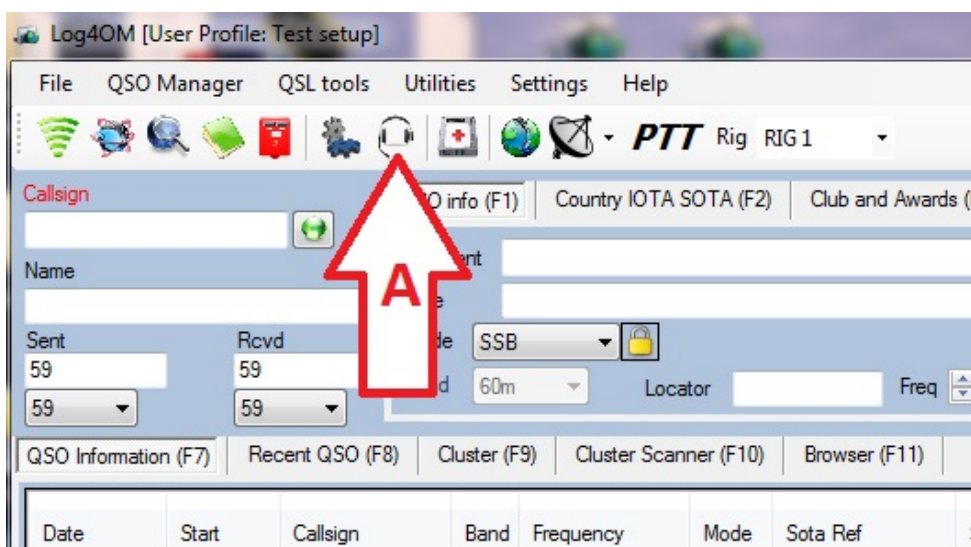 Log4OM [User Profile: Test setup]
File QSO Manager QSL tools Utilities Settings Help
PTT Rig RIG 1
Callsign
O info (F1) Country IOTA SOTA (F2) Club and Awards (
Name
A
Sent Rcvd
SSB
59 59
59 59
60m Locator Freq
QSO Information (F7) Recent QSO (F8) Cluster (F9) Cluster Scanner (F10) Browser (F11)
Date Start Callsign Band Frequency Mode Sota Ref